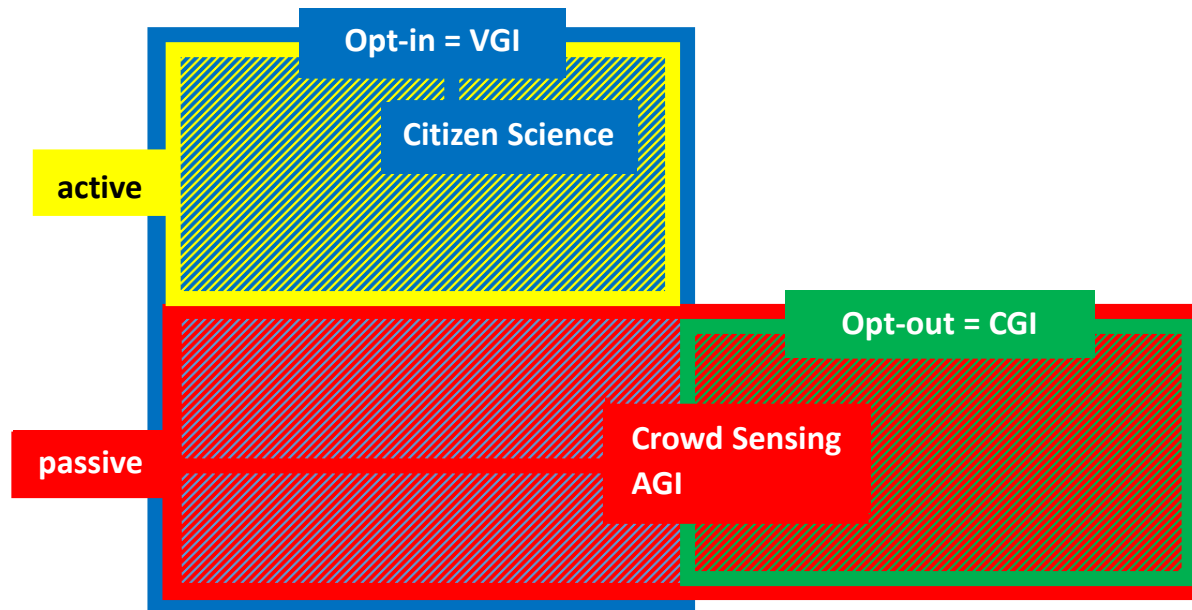 Opt-in = VGI
Citizen Science
active
Opt-out = CGI
passive
Crowd Sensing
AGI